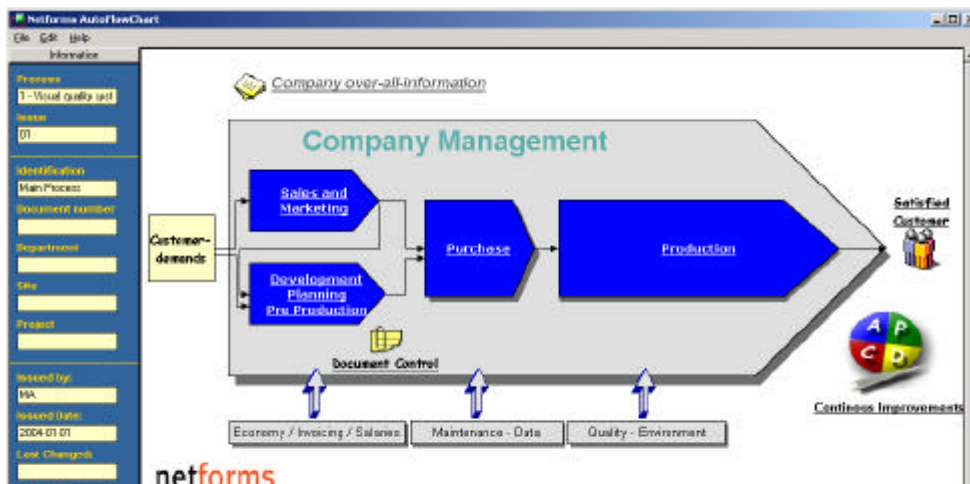 Netforms AutoFlowChart
File Edit Help
Information
Process
1 - Visual quality syst
Issue
01
Identification
Main Process
Document number
Department
Site
Project
Issued by:
MA
Issued Date:
2004-01-01
Last Changed:
Company over-all-information
Company Management
Sales and
Marketing
Customer-
demands
Development
Planning
Pre Production
Purchase
Production
Satisfied
Customer
Document Control
A P
C D
Continous Improvements
Economy / Invoicing / Salaries
Maintenance - Data
Quality - Environment
netforms